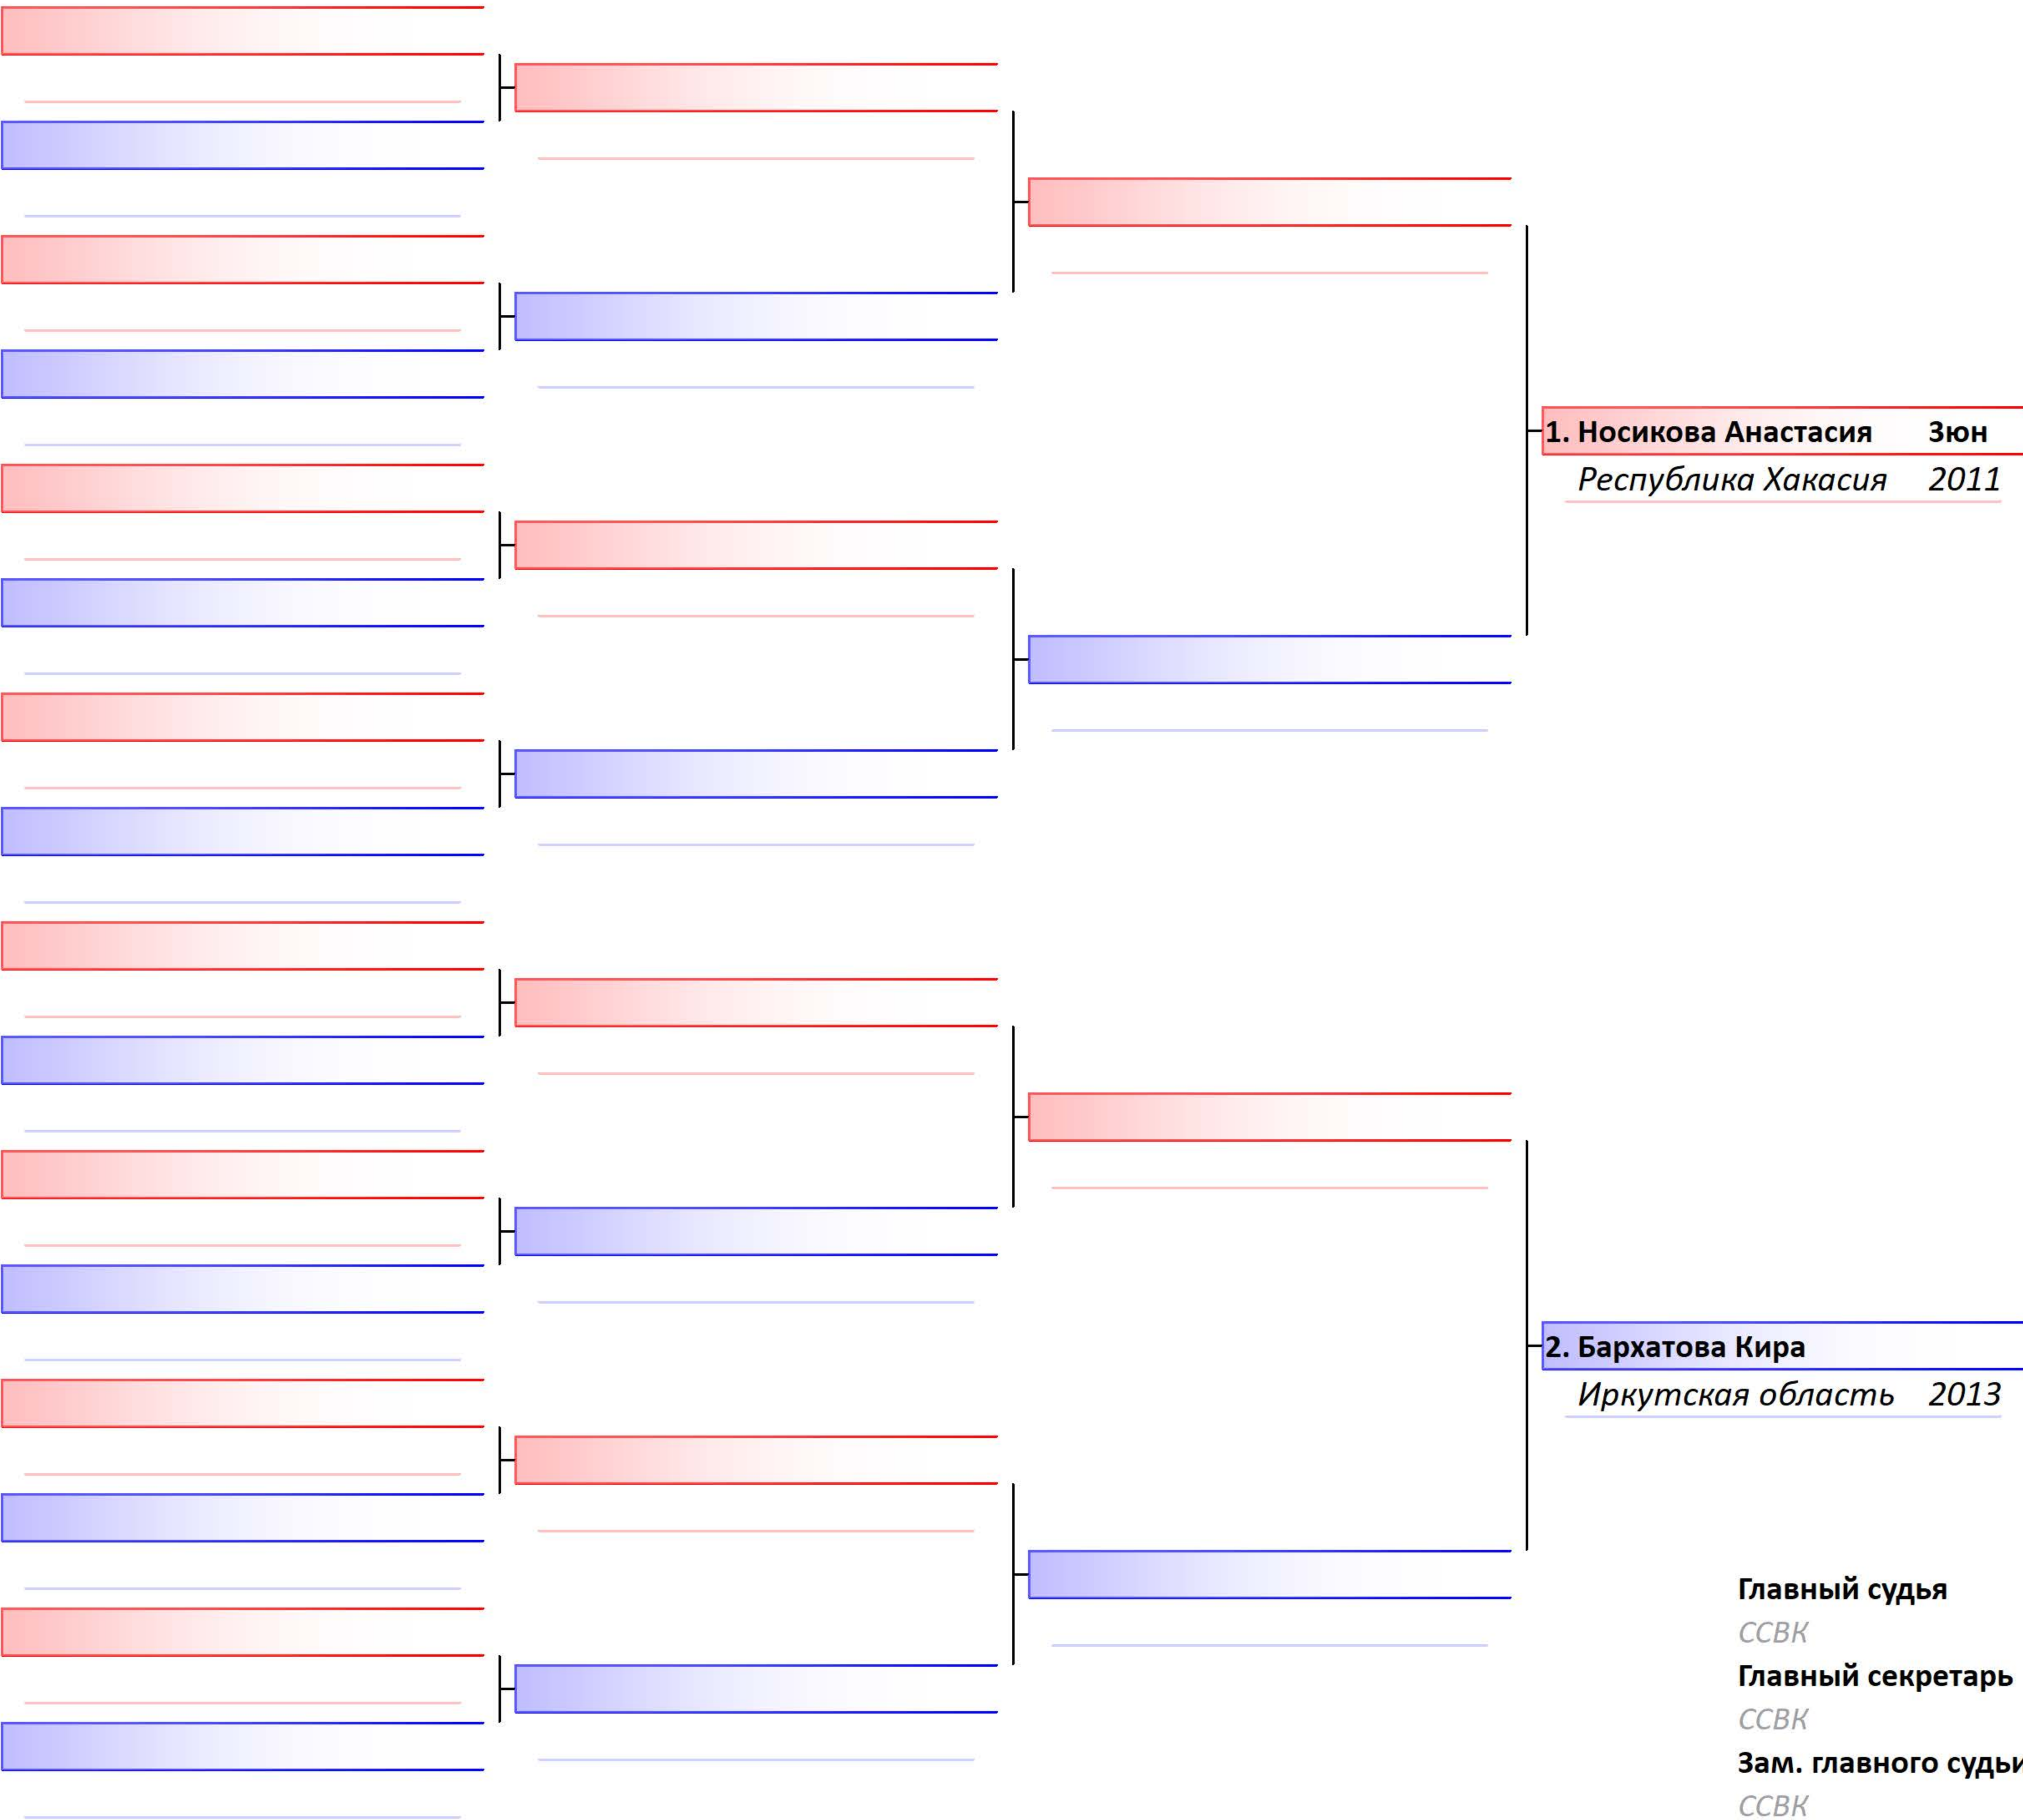 1. Носикова Анастасия 3юн
Республика Хакасия 2011
2. Бархатова Кира
Иркутская область 2013
Главный судья
ССВК
Главный секретарь
ССВК
Зам. главного судьи
ССВК